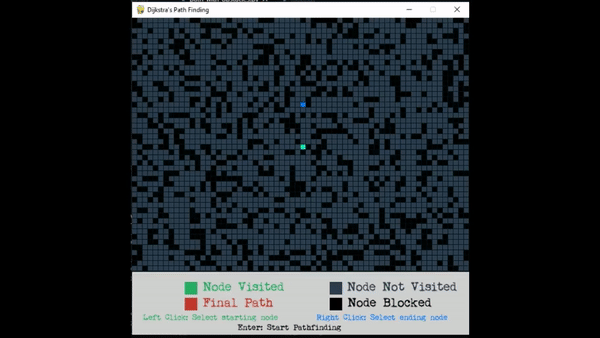 Dijkstra's Path Finding
Node Visited
Node Not Visited
Final Path
Node Blocked
Left Click: Select starting node
Right Click: Select ending node
Enter: Start Pathfinding